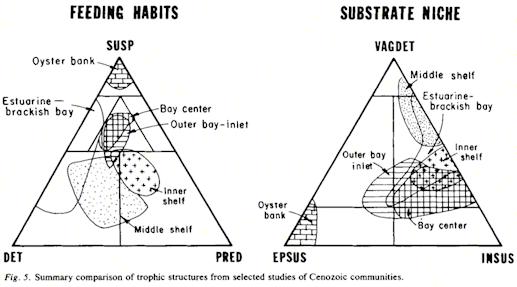 FEEDING HABITS
SUSP
Oyster bank
Estuarine-
brackish bay
Bay center
Outer bay-inlet
Inner
shelf
Middle shelf
DET
PRED
SUBSTRATE NICHE
VAGDET
Middle shelf
Estuarine-
brackish bay
Outer bay
inlet
Inner
shelf
Oyster
bank
Bay center
EPSUS
INSUS
Fig. 5. Summary comparison of trophic structures from selected studies of Cenozoic communities.